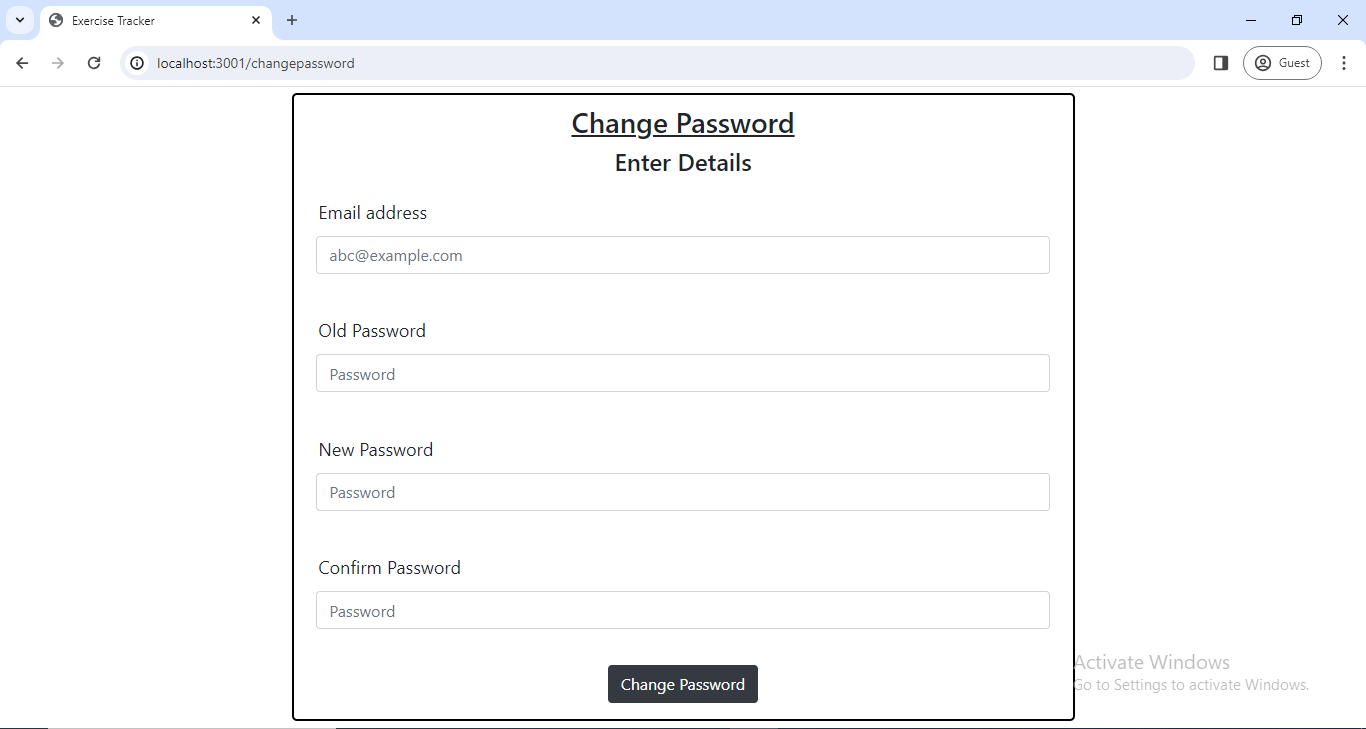 Exercise Tracker
localhost:3001/changepassword
Guest
Change Password
Enter Details
Email address
abc@example.com
Old Password
Password
New Password
Password
Confirm Password
Password
Change Password
Activate Windows
Go to Settings to activate Windows.